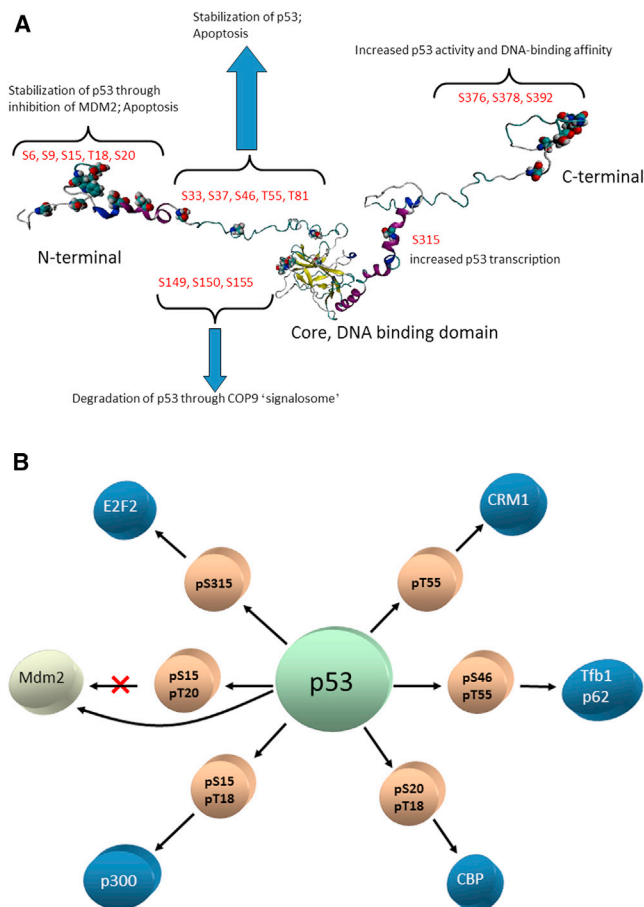 A
Stabilization of p53;
Apoptosis
Increased p53 activity and DNA-binding affinity
Stabilization of p53 through
inhibition of MDM2; Apoptosis
S376, S378, S392
S6, S9, S15, T18, S20
S33, S37, S46, T55, T81
C-terminal
N-terminal
S315
increased p53 transcription
S149, S150, S155
Core, DNA binding domain
Degradation of p53 through COP9 ‘signalosome’
B
E2F2
CRM1
pS315
pT55
Mdm2
pS15
pT20
p53
pS46
pT55
Tfb1
p62
pS15
pT18
pS20
pT18
p300
CBP